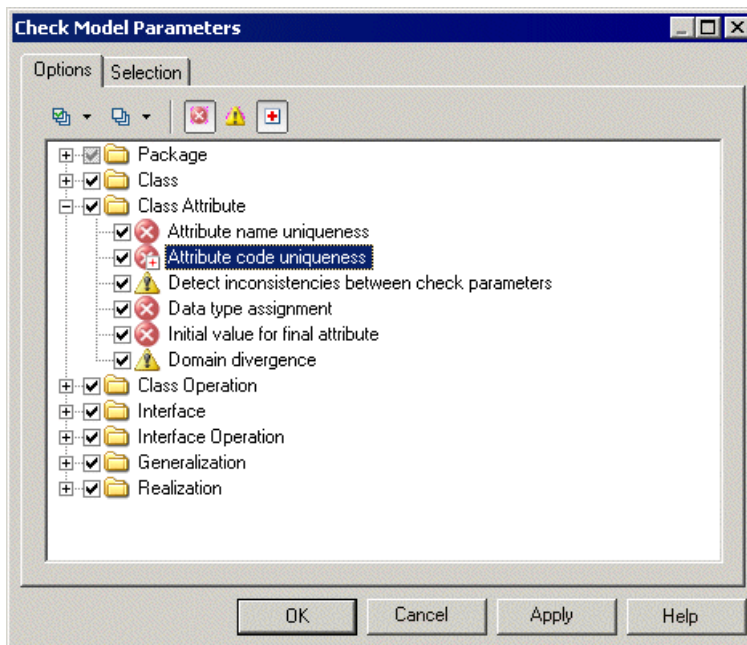 Check Model Parameters
Options Selection
Package
Class
Class Attribute
Attribute name uniqueness
Attribute code uniqueness
Detect inconsistencies between check parameters
Data type assignment
Initial value for final attribute
Domain divergence
Class Operation
Interface
Interface Operation
Generalization
Realization
OK Cancel Apply Help